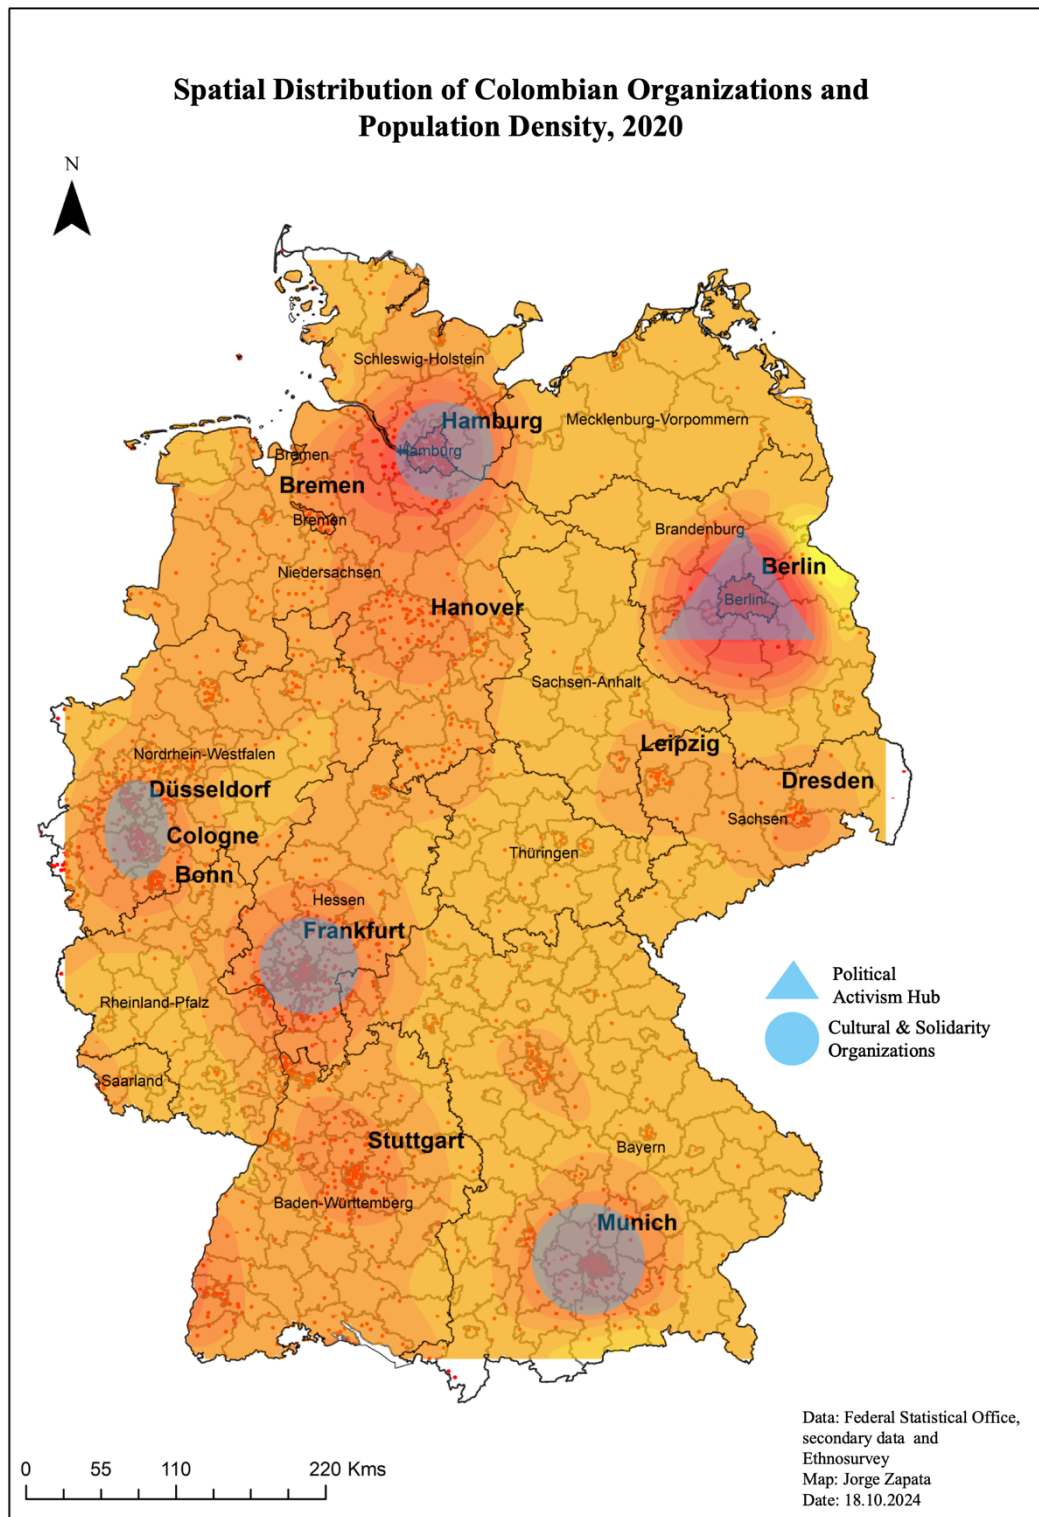 Spatial Distribution of Colombian Organizations and
Population Density, 2020
N
Schleswig-Holstein
Hamburg
Mecklenburg-Vorpommern
Hamburg
Bremen
Bremen
Bremen
Brandenburg
Berlin
Niedersachsen
Berlin
Hanover
Sachsen-Anhalt
Leipzig
Nordrhein-Westfalen
Dresden
Düsseldorf
Sachsen
Cologne
Thüringen
Bonn
Hessen
Frankfurt
Rheinland-Pfalz
Political
Activism Hub
Cultural & Solidarity
Organizations
Saarland
Stuttgart
Bayern
Baden-Württemberg
Munich
Data: Federal Statistical Office,
secondary data and
Ethnosurvey
Map: Jorge Zapata
Date: 18.10.2024
0 55 110 220 Kms